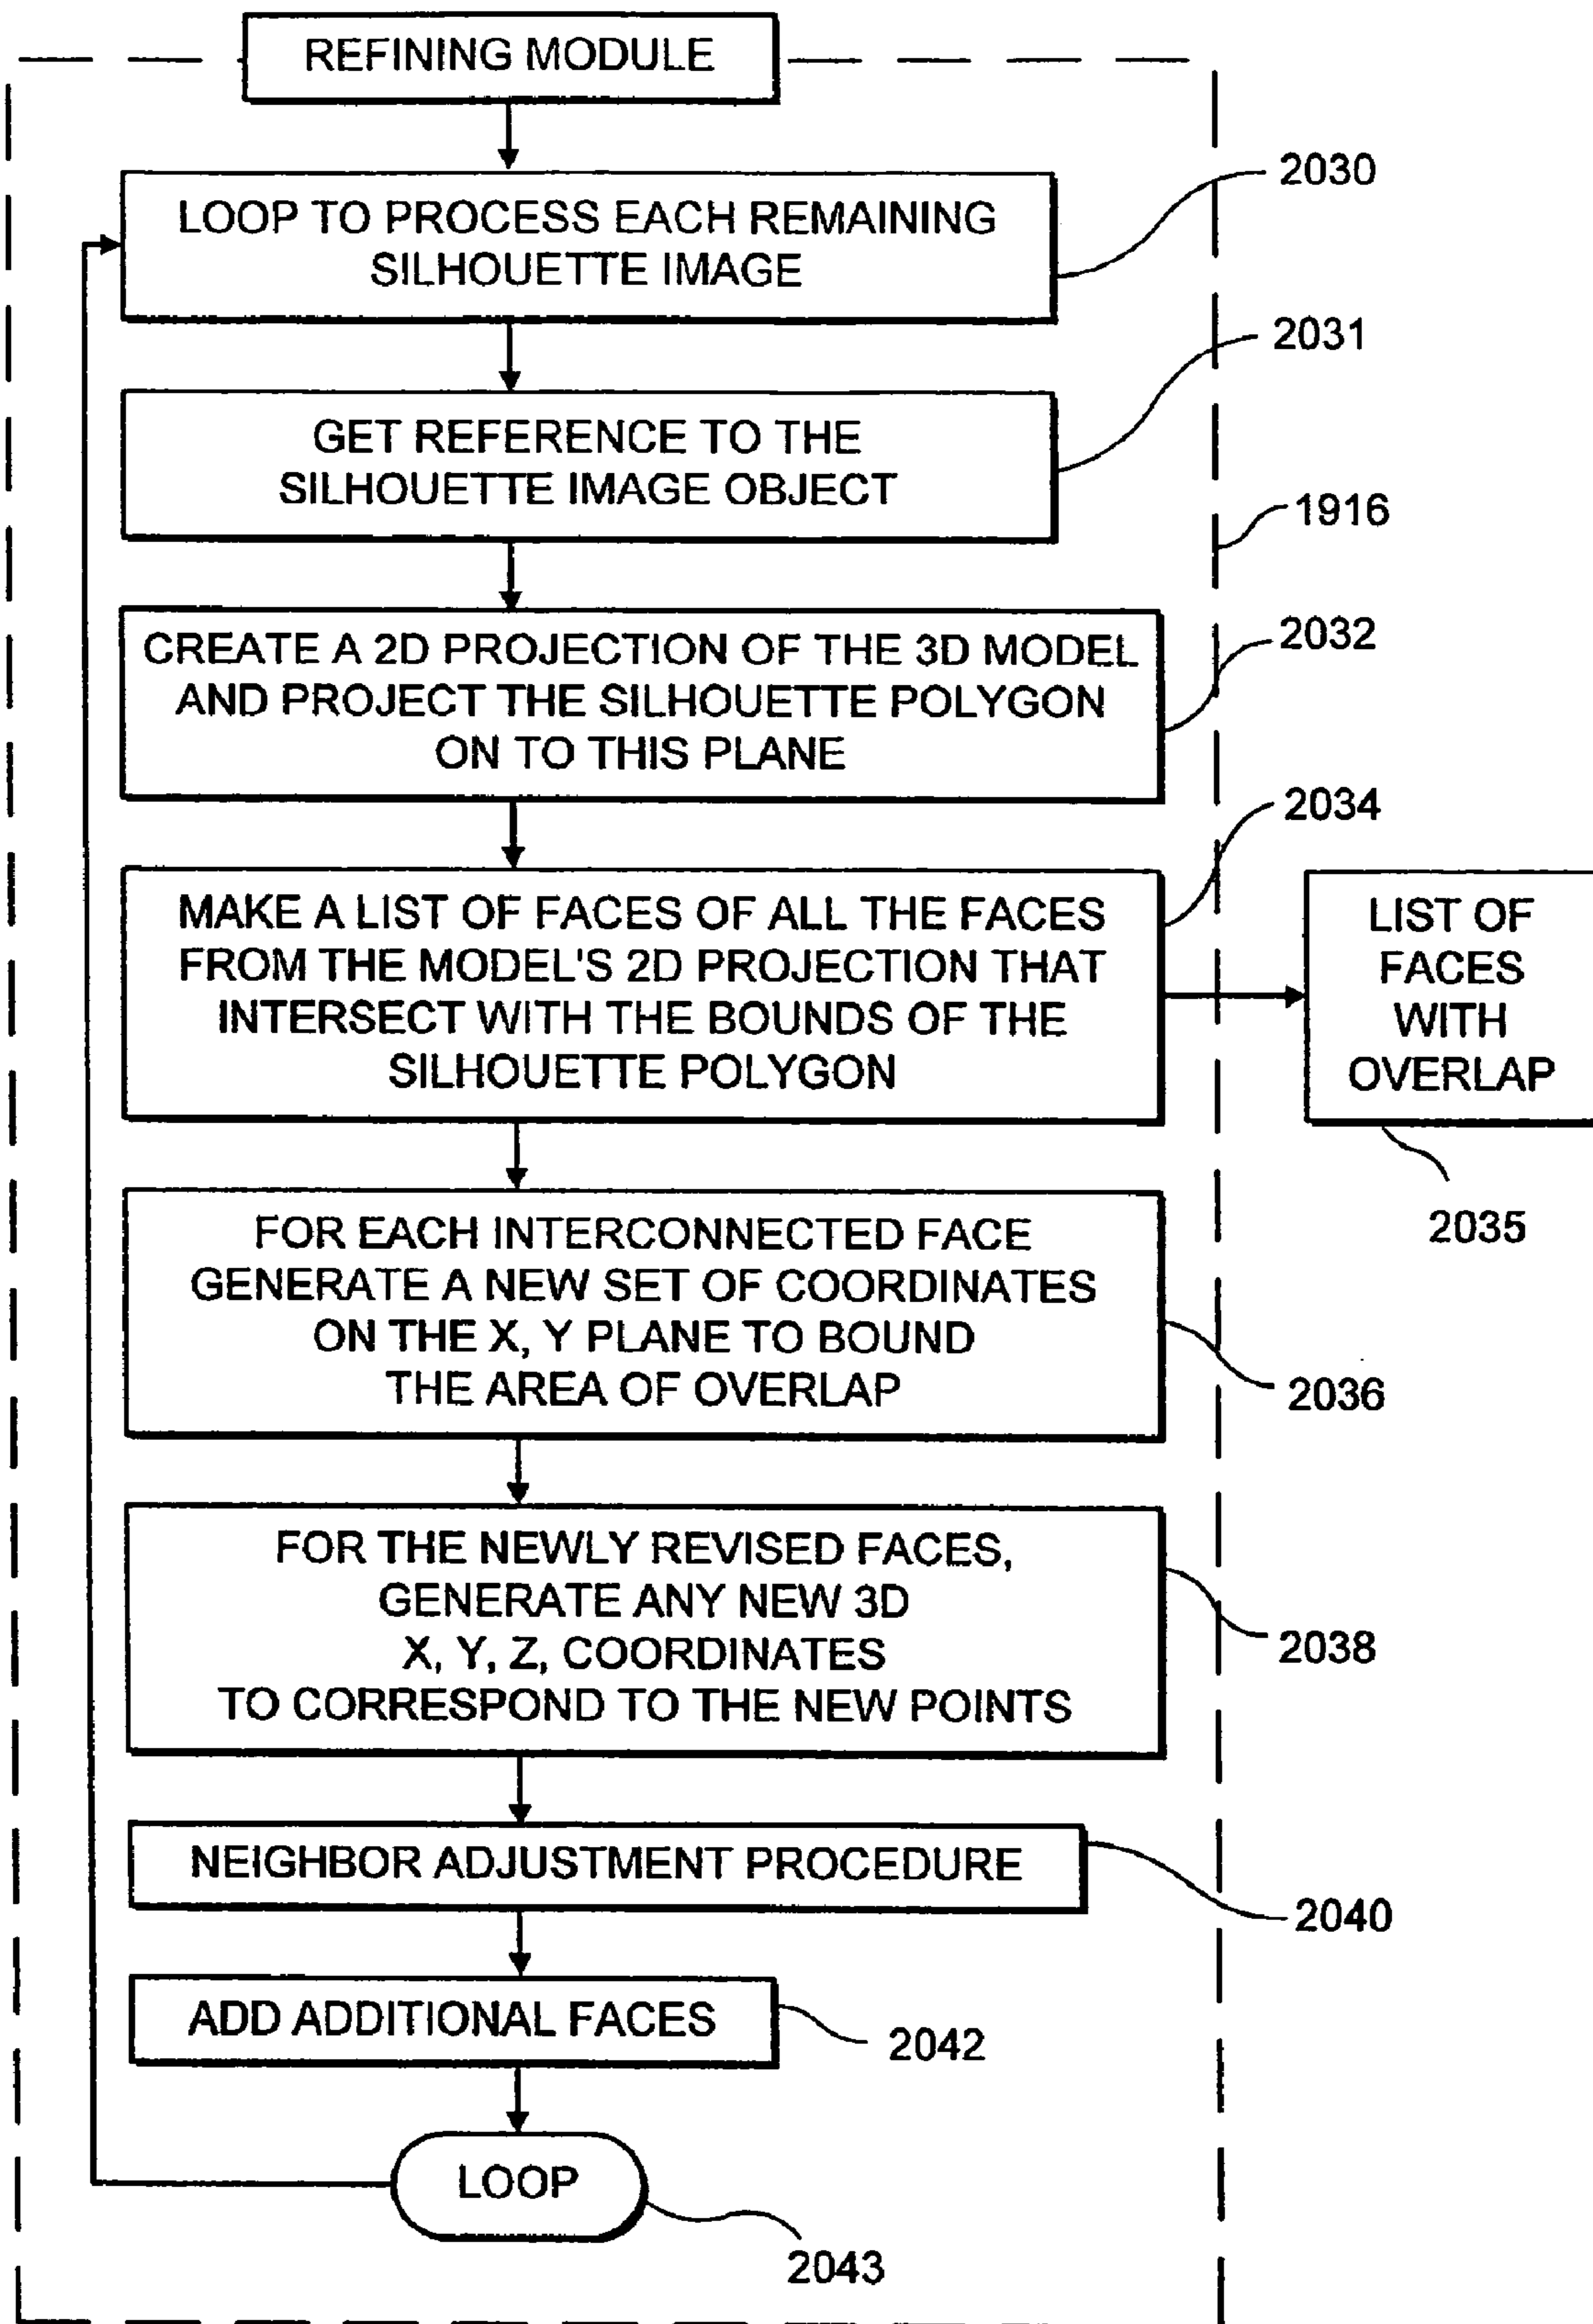 REFINING MODULE
2030
LOOP TO PROCESS EACH REMAINING
SILHOUETTE IMAGE
2031
GET REFERENCE TO THE
SILHOUETTE IMAGE OBJECT
1916
2032
CREATE A 2D PROJECTION OF THE 3D MODEL
AND PROJECT THE SILHOUETTE POLYGON
ON TO THIS PLANE
2034
MAKE A LIST OF FACES OF ALL THE FACES
FROM THE MODEL'S 2D PROJECTION THAT
INTERSECT WITH THE BOUNDS OF THE
SILHOUETTE POLYGON
LIST OF
FACES
WITH
OVERLAP
2035
FOR EACH INTERCONNECTED FACE
GENERATE A NEW SET OF COORDINATES
ON THE X, Y PLANE TO BOUND
THE AREA OF OVERLAP
2036
FOR THE NEWLY REVISED FACES,
GENERATE ANY NEW 3D
X, Y, Z, COORDINATES
TO CORRESPOND TO THE NEW POINTS
2038
NEIGHBOR ADJUSTMENT PROCEDURE
2040
ADD ADDITIONAL FACES
2042
LOOP
2043